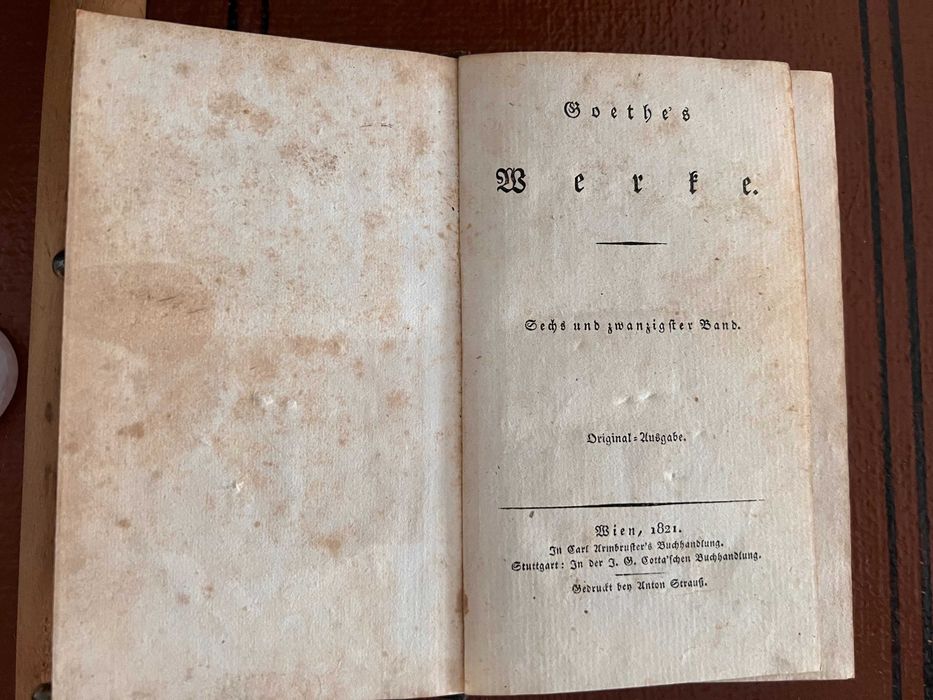 Goethe's
Werke.
Sechs und zwanzigster Band.
Original=Ausgabe.
Wien, 1821.
In Carl Armbruster's Buchhandlung.
Stuttgart: In der J. G. Cotta'schen Buchhandlung.
Gedruckt bey Anton Strauß.